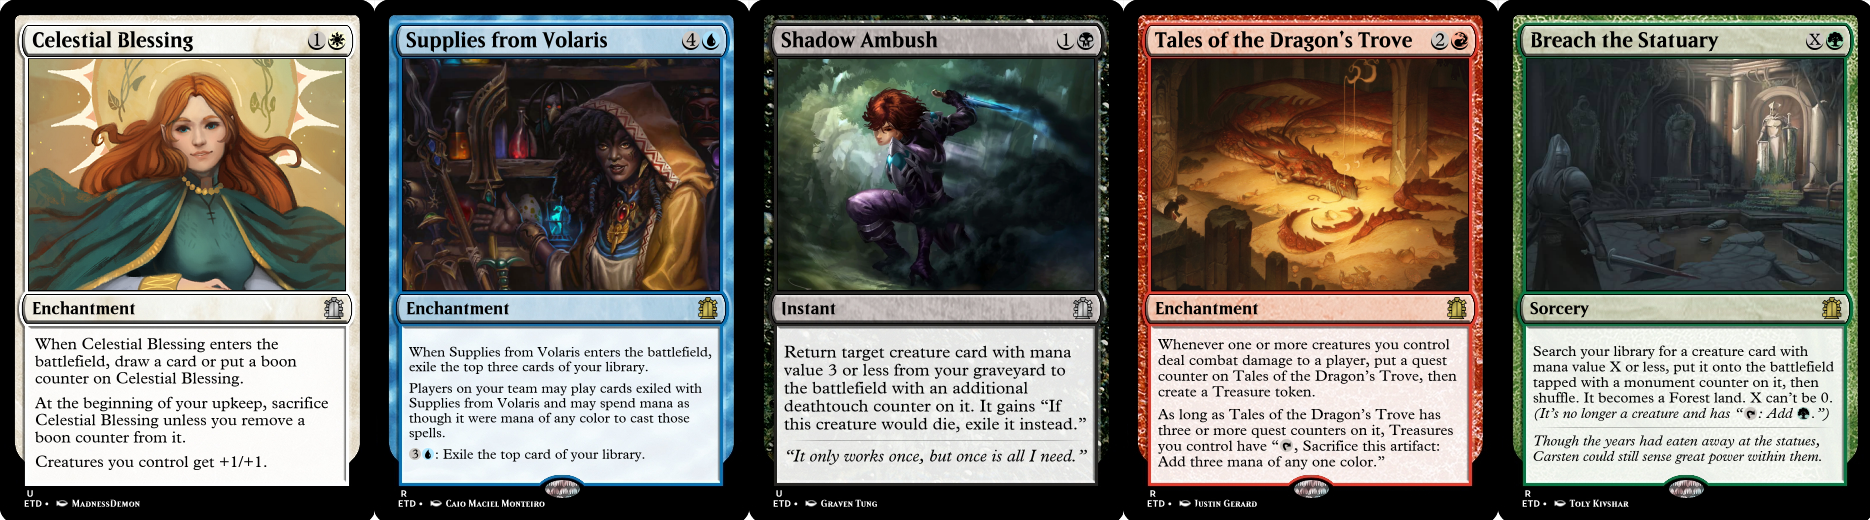 Celestial Blessing 1
Enchantment
When Celestial Blessing enters the
battlefield, draw a card or put a boon
counter on Celestial Blessing.
At the beginning of your upkeep, sacrifice
Celestial Blessing unless you remove a
boon counter from it.
Creatures you control get +1/+1.
U
ETD • MadnessDemon
Supplies from Volaris 4
Enchantment
When Supplies from Volaris enters the battlefield,
exile the top three cards of your library.
Players on your team may play cards exiled with
Supplies from Volaris and may spend mana as
though it were mana of any color to cast those
spells.
3 : Exile the top card of your library.
R
ETD • Caio Maciel Monteiro
Shadow Ambush 1
Instant
Return target creature card with mana
value 3 or less from your graveyard to
the battlefield with an additional
deathtouch counter on it. It gains “If
this creature would die, exile it instead.”
“It only works once, but once is all I need.”
U
ETD • Graven Tung
Tales of the Dragon's Trove 2
Enchantment
Whenever one or more creatures you control
deal combat damage to a player, put a quest
counter on Tales of the Dragon’s Trove, then
create a Treasure token.
As long as Tales of the Dragon’s Trove has
three or more quest counters on it, Treasures
you control have “ , Sacrifice this artifact:
Add three mana of any one color.”
R
ETD • Justin Gerard
Breach the Statuary X
Sorcery
Search your library for a creature card with
mana value X or less, put it onto the battlefield
tapped with a monument counter on it, then
shuffle. It becomes a Forest land. X can’t be 0.
(It’s no longer a creature and has “ : Add .”)
Though the years had eaten away at the statues,
Carsten could still sense great power within them.
R
ETD • Toly Kivshar